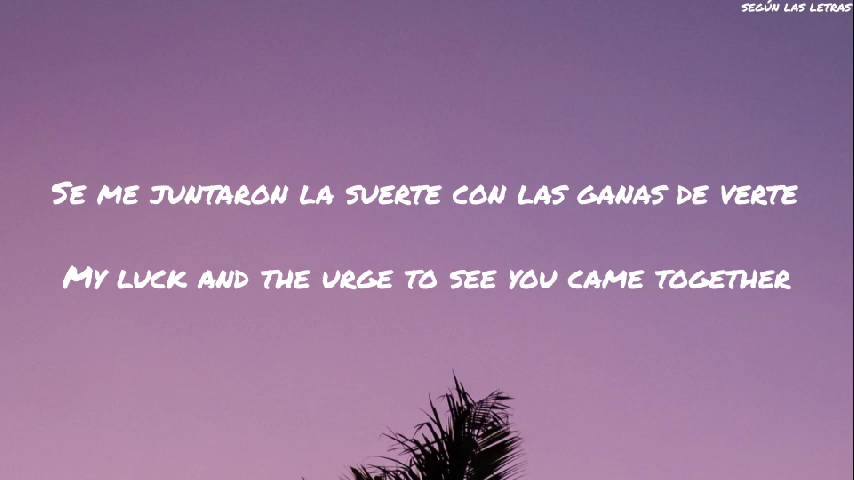 SEGÚN LAS LETRAS
SE ME JUNTARON LA SUERTE CON LAS GANAS DE VERTE
MY LUCK AND THE URGE TO SEE YOU CAME TOGETHER